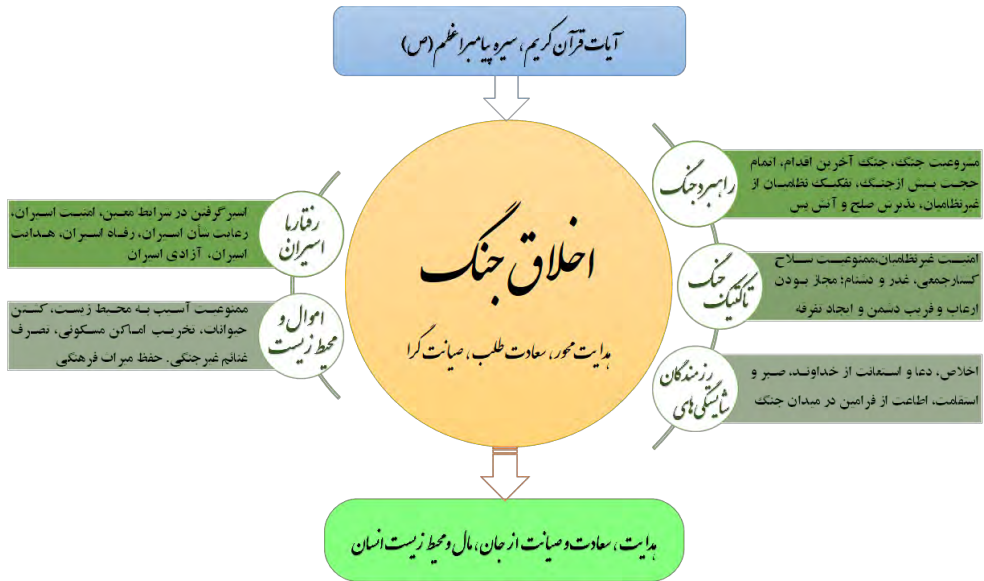 آیات قرآن کریم، سیره پیامبر اعظم (ص)
راهبرد جنگ
مشروعیت جنگ، جنگ آخرین اقدام، اتمام
حجت پیش از جنگ، تفکیک نظامیان از
غیرنظامیان، پذیرش صلح و آتش بس
تاکتیک جنگ
امنیت غیرنظامیان،ممنوعیت سلاح
کشتارجمعی، غدر و دشنام؛ مجاز بودن
ارعاب و فریب دشمن و ایجاد تفرقه
رزمندگان
شایستگی‌های
اخلاص، دعا و استعانت از خداوند، صبر و
استقامت، اطاعت از فرامین در میدان جنگ
اخلاق جنگ
هدایت محور، سعادت طلب، صیانت گرا
رفتار با
اسیران
اسیر گرفتن در شرایط معین، امنیت اسیران،
رعایت شأن اسیران، رفاه اسیران، هدایت
اسیران، آزادی اسیران
اموال و
محیط زیست
ممنوعیت آسیب به محیط زیست، کشتن
حیوانات، تخریب اماکن مسکونی، تصرف
غنائم غیرجنگی. حفظ میراث فرهنگی
هدایت، سعادت و صیانت از جان، مال و محیط زیست انسان